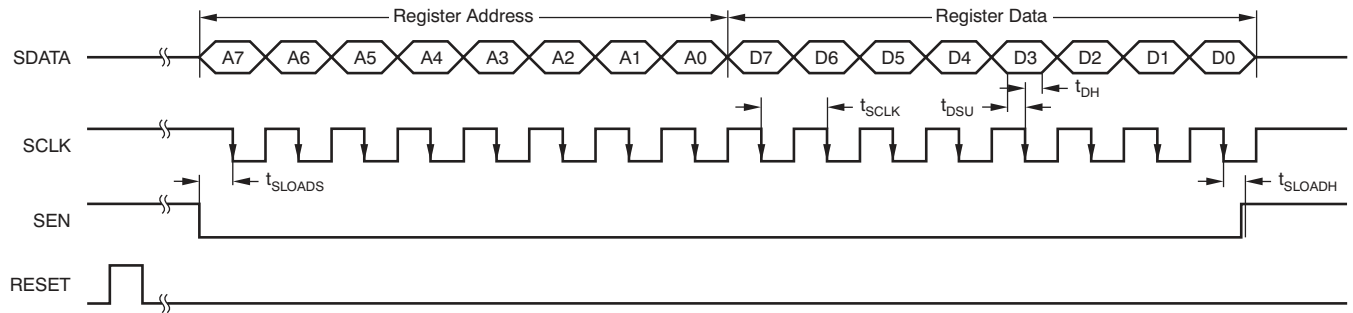 Register Address Register Data
SDATA A7 A6 A5 A4 A3 A2 A1 A0 D7 D6 D5 D4 D3 D2 D1 D0
tSCLK tDSU tDH
SCLK
tSLOADS tSLOADH
SEN
RESET